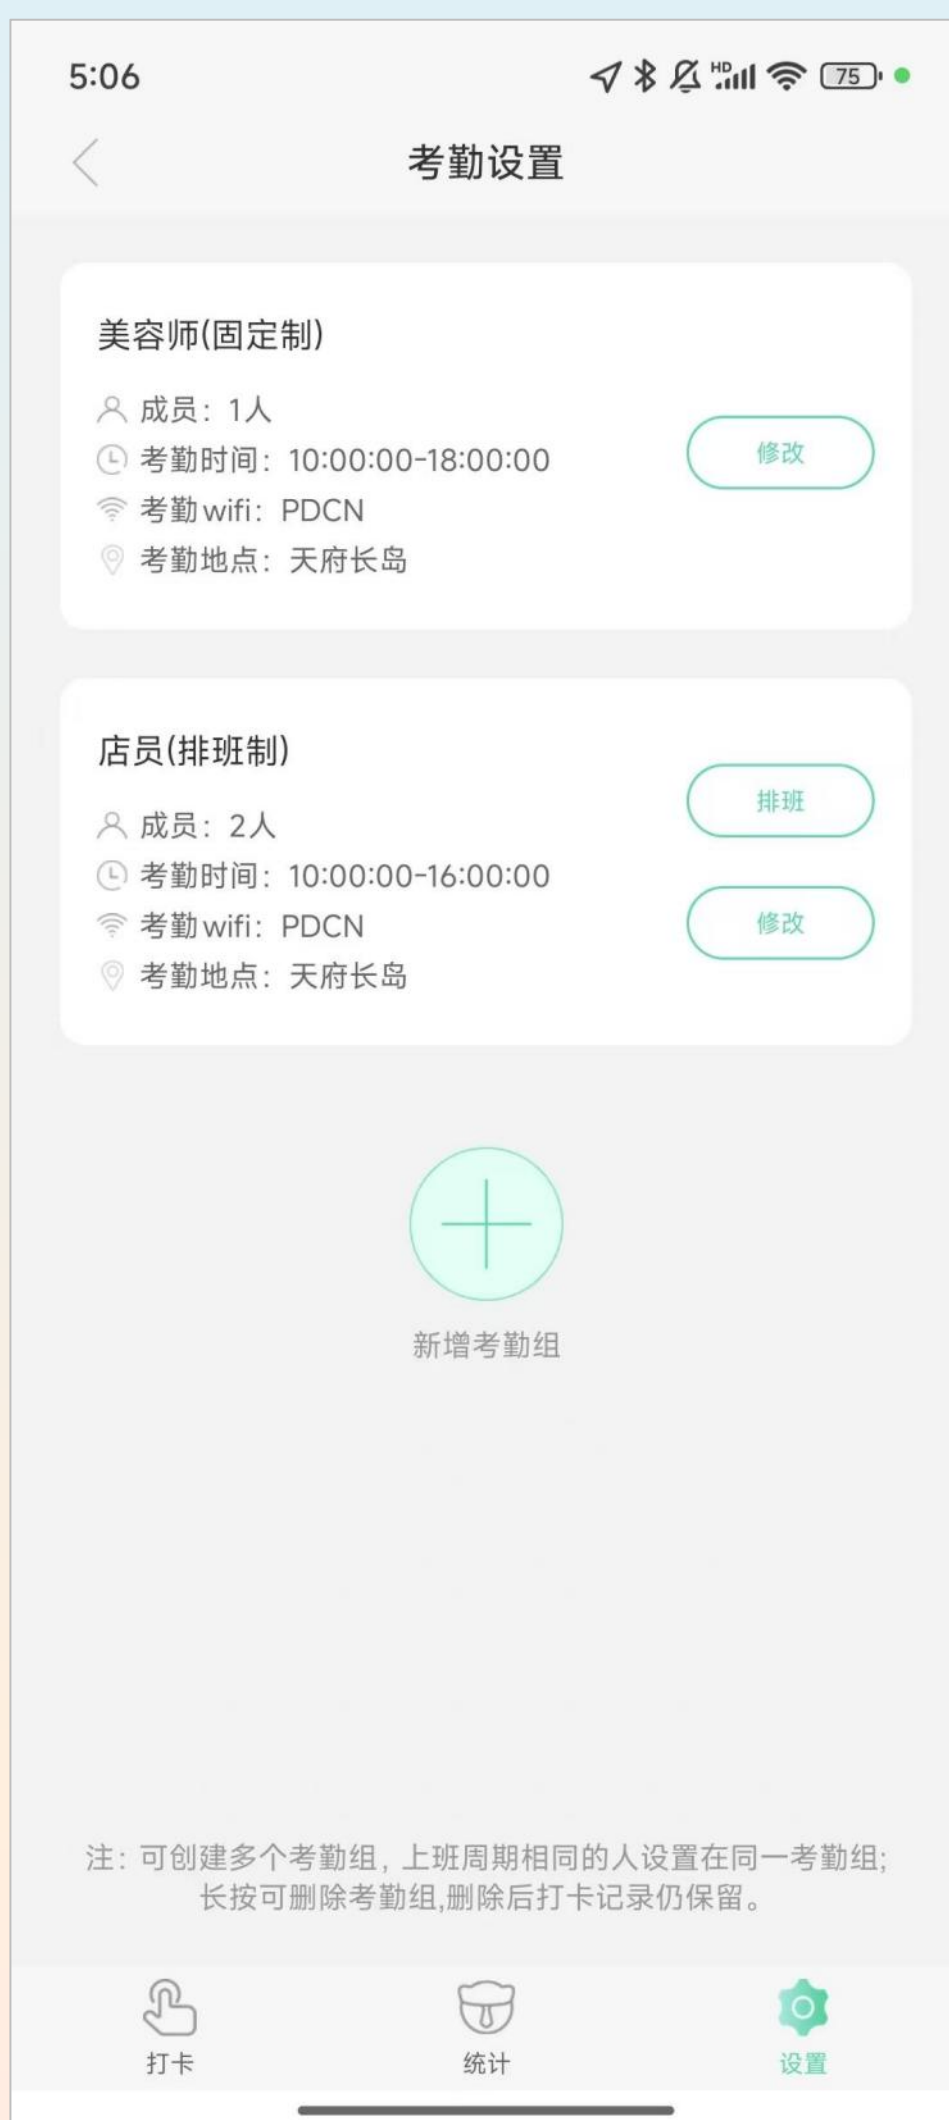 5:06
HD
75
考勤设置
美容师(固定制)
成员：1人
考勤时间：10:00:00-18:00:00
修改
考勤wifi：PDCN
考勤地点：天府长岛
店员(排班制)
排班
成员：2人
考勤时间：10:00:00-16:00:00
考勤wifi：PDCN
修改
考勤地点：天府长岛
新增考勤组
注：可创建多个考勤组，上班周期相同的人设置在同一考勤组;
长按可删除考勤组,删除后打卡记录仍保留。
打卡
统计
设置